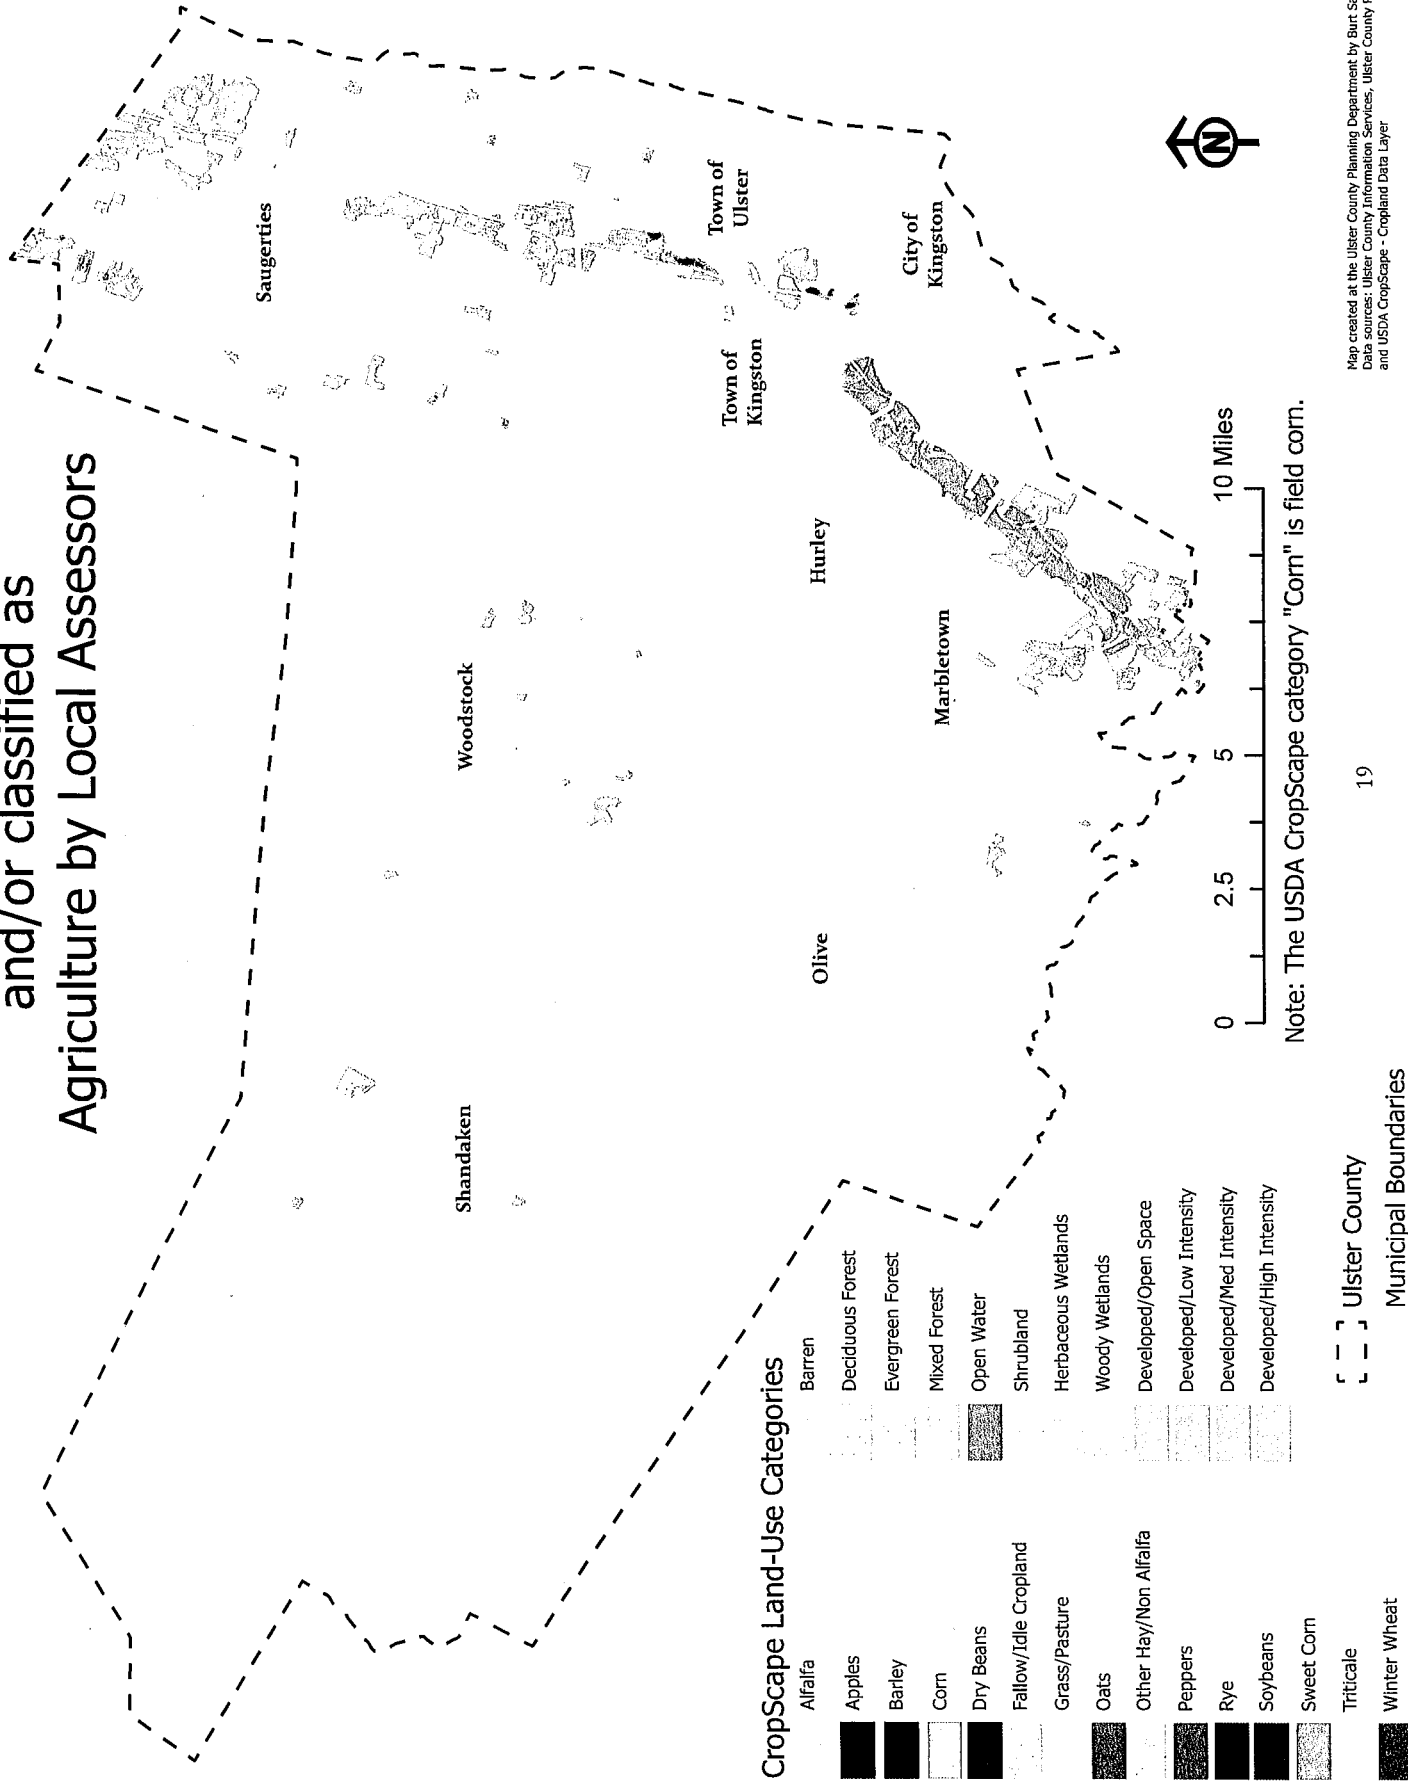 and/or classified as
Agriculture by Local Assessors
Saugerties
Woodstock
Shandaken
Town of
Ulster
Town of
Kingston
City of
Kingston
Hurley
Marbletown
Olive
N
0 2.5 5 10 Miles
Note: The USDA CropScape category "Corn" is field corn.
CropScape Land-Use Categories
Alfalfa
Apples
Barley
Corn
Dry Beans
Fallow/Idle Cropland
Grass/Pasture
Oats
Other Hay/Non Alfalfa
Peppers
Rye
Soybeans
Sweet Corn
Triticale
Winter Wheat
Barren
Deciduous Forest
Evergreen Forest
Mixed Forest
Open Water
Shrubland
Herbaceous Wetlands
Woody Wetlands
Developed/Open Space
Developed/Low Intensity
Developed/Med Intensity
Developed/High Intensity
Ulster County
Municipal Boundaries
19
Map created at the Ulster County Planning Department by Burt
Data sources: Ulster County Information Services, Ulster County
and USDA CropScape - Cropland Data Layer